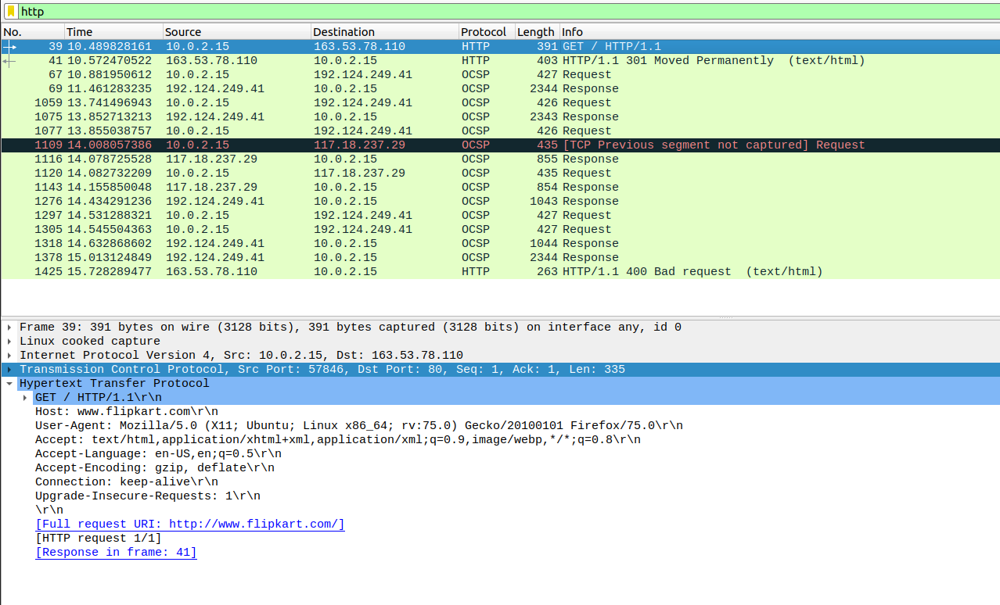 http
No. Time Source Destination Protocol Length Info
39 10.489828161 10.0.2.15 163.53.78.110 HTTP 391 GET / HTTP/1.1
41 10.572470522 163.53.78.110 10.0.2.15 HTTP 403 HTTP/1.1 301 Moved Permanently (text/html)
67 10.881950612 10.0.2.15 192.124.249.41 OCSP 427 Request
69 11.461283235 192.124.249.41 10.0.2.15 OCSP 2344 Response
1059 13.741496943 10.0.2.15 192.124.249.41 OCSP 426 Request
1075 13.852713213 192.124.249.41 10.0.2.15 OCSP 2343 Response
1077 13.855038757 10.0.2.15 192.124.249.41 OCSP 426 Request
1109 14.008057386 10.0.2.15 117.18.237.29 OCSP 435 [TCP Previous segment not captured] Request
1116 14.078725528 117.18.237.29 10.0.2.15 OCSP 855 Response
1120 14.082732209 10.0.2.15 117.18.237.29 OCSP 435 Request
1143 14.155850048 117.18.237.29 10.0.2.15 OCSP 854 Response
1276 14.434291236 192.124.249.41 10.0.2.15 OCSP 1043 Response
1297 14.531288321 10.0.2.15 192.124.249.41 OCSP 427 Request
1305 14.545504363 10.0.2.15 192.124.249.41 OCSP 427 Request
1318 14.632868602 192.124.249.41 10.0.2.15 OCSP 1044 Response
1378 15.013124849 192.124.249.41 10.0.2.15 OCSP 2344 Response
1425 15.728289477 163.53.78.110 10.0.2.15 HTTP 263 HTTP/1.1 400 Bad request (text/html)
Frame 39: 391 bytes on wire (3128 bits), 391 bytes captured (3128 bits) on interface any, id 0
Linux cooked capture
Internet Protocol Version 4, Src: 10.0.2.15, Dst: 163.53.78.110
Transmission Control Protocol, Src Port: 57846, Dst Port: 80, Seq: 1, Ack: 1, Len: 335
Hypertext Transfer Protocol
GET / HTTP/1.1\r\n
Host: www.flipkart.com\r\n
User-Agent: Mozilla/5.0 (X11; Ubuntu; Linux x86_64; rv:75.0) Gecko/20100101 Firefox/75.0\r\n
Accept: text/html,application/xhtml+xml,application/xml;q=0.9,image/webp,*/*;q=0.8\r\n
Accept-Language: en-US,en;q=0.5\r\n
Accept-Encoding: gzip, deflate\r\n
Connection: keep-alive\r\n
Upgrade-Insecure-Requests: 1\r\n
\r\n
[Full request URI: http://www.flipkart.com/]
[HTTP request 1/1]
[Response in frame: 41]